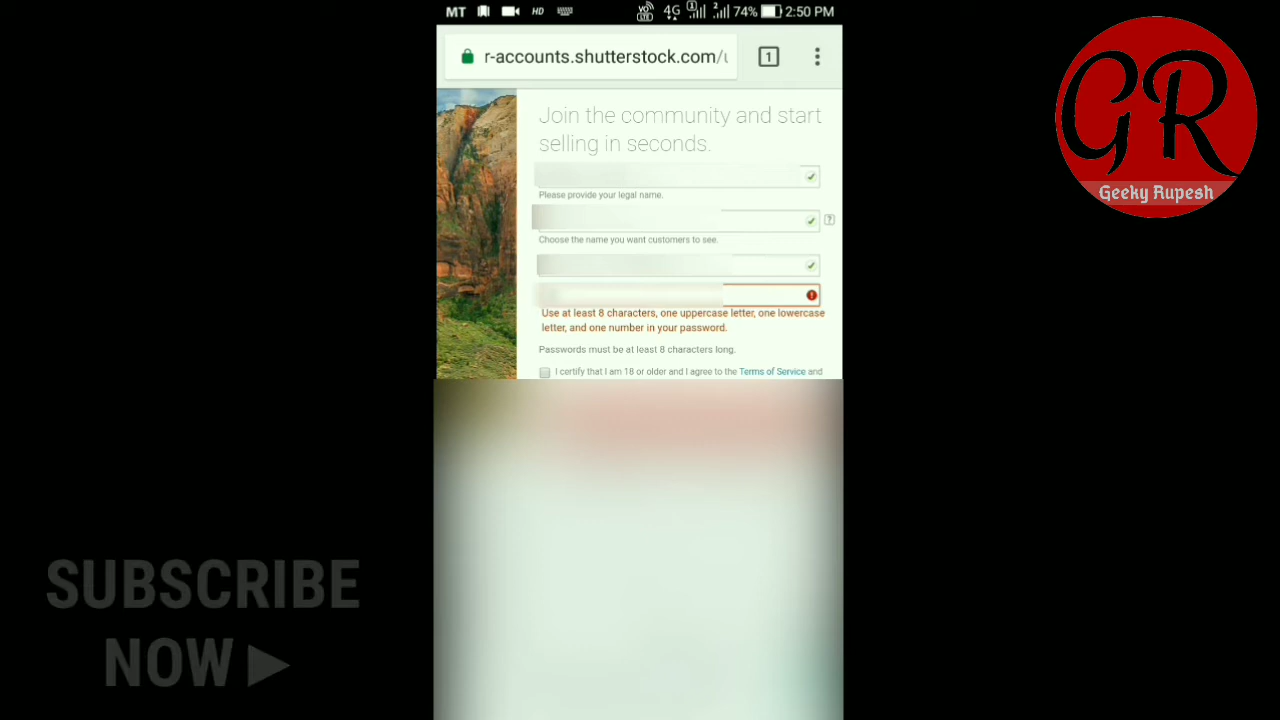 MT
HD
VO
LTE
4G
1
2
74%
2:50 PM
r-accounts.shutterstock.com/u
1
Join the community and start
selling in seconds.
Please provide your legal name.
?
Choose the name you want customers to see.
Use at least 8 characters, one uppercase letter, one lowercase
letter, and one number in your password.
Passwords must be at least 8 characters long.
I certify that I am 18 or older and I agree to the Terms of Service and
GR
Geeky Rupesh
SUBSCRIBE
NOW ▶